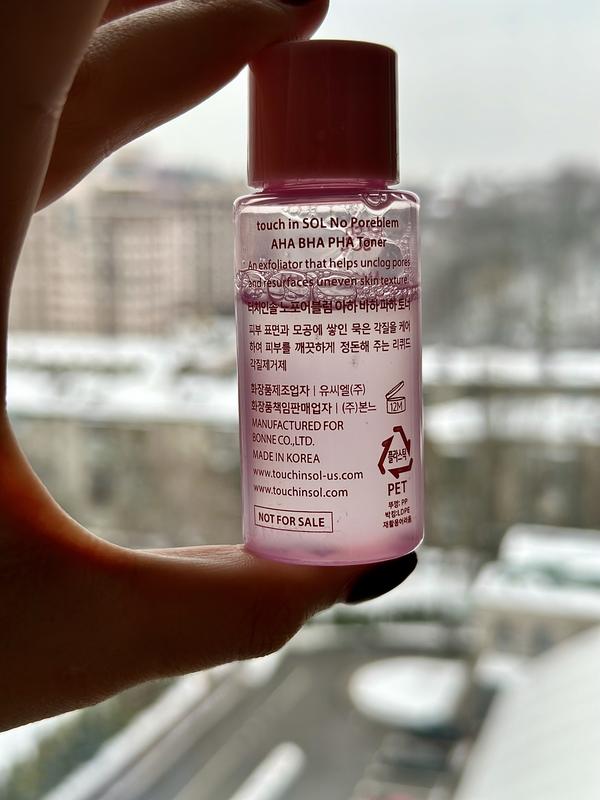 touch in SOL No Poreblem
AHA BHA PHA Toner
An exfoliator that helps unclog pores
and resurfaces uneven skin texture.
터치인솔 노포어블럼 아하 바하 파하 토너
피부 표면과 모공에 쌓인 묵은 각질을 케어
하여 피부를 깨끗하게 정돈해 주는 리퀴드
각질제거제
화장품제조업자 | 유씨엘(주)
화장품책임판매업자 | (주)본느
12M
MANUFACTURED FOR
BONNE CO., LTD.
MADE IN KOREA
www.touchinsol-us.com
www.touchinsol.com
NOT FOR SALE
플라스틱
PET
뚜껑: PP
박킹:LDPE
재활용어려움